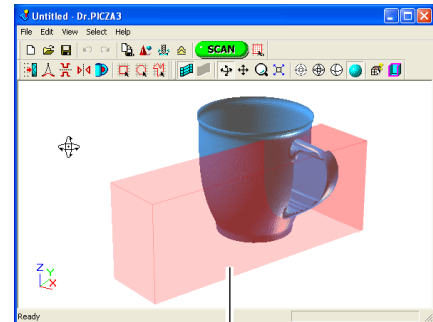 Untitled - Dr.PICZA3
File Edit View Select Help
SCAN
Z
Y
X
Ready